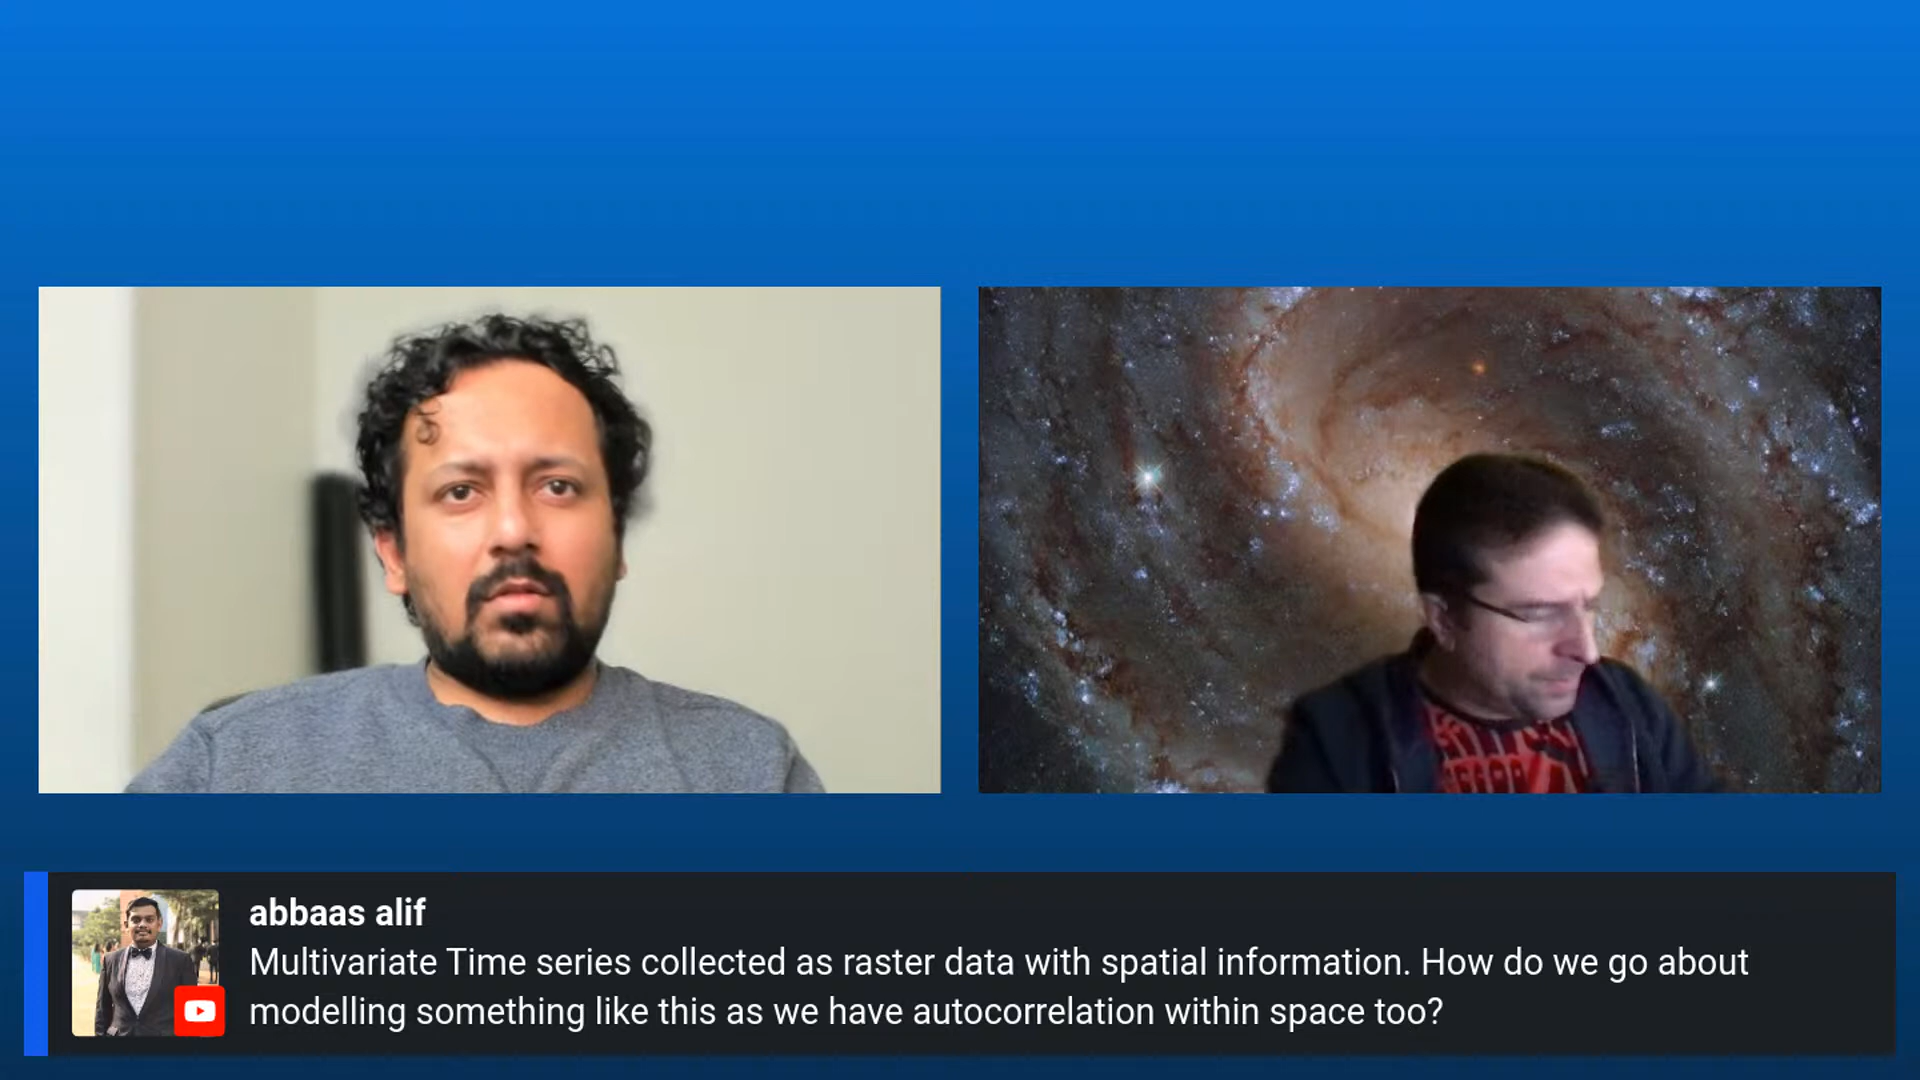 abbaas alif
Multivariate Time series collected as raster data with spatial information. How do we go about
modelling something like this as we have autocorrelation within space too?